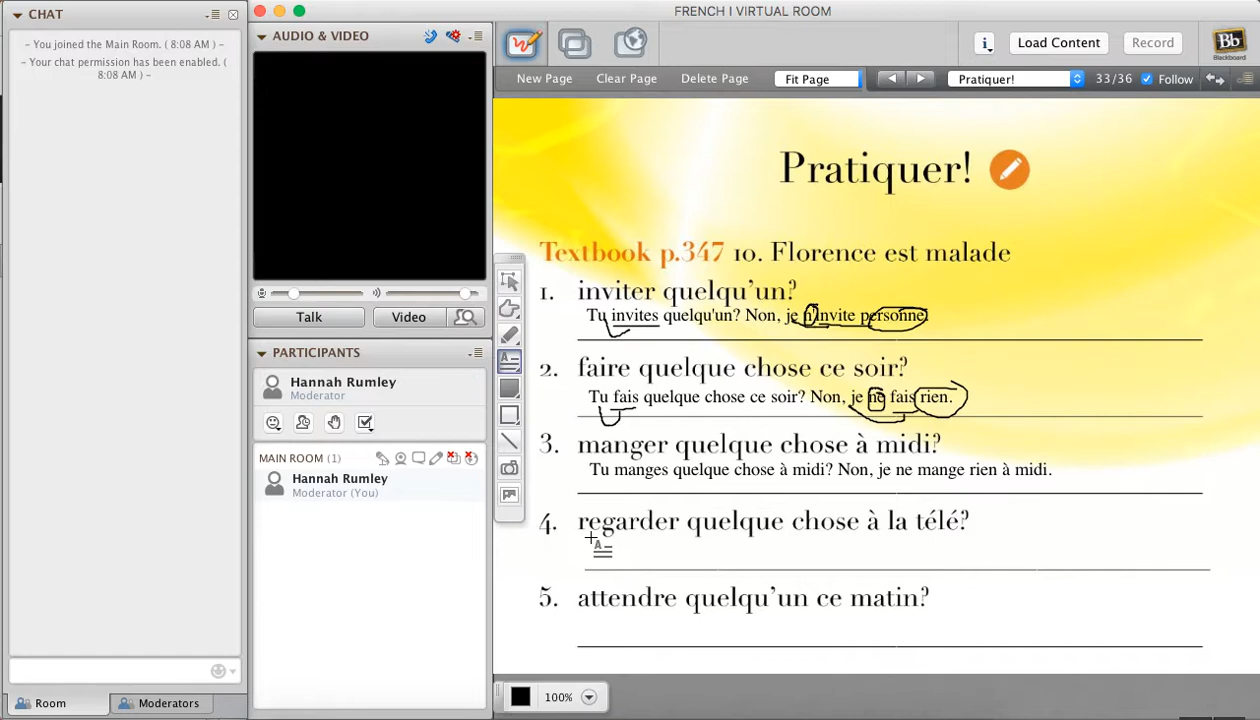 CHAT
– You joined the Main Room. ( 8:08 AM ) –
– Your chat permission has been enabled. (
8:08 AM ) –
Room
Moderators
AUDIO & VIDEO
Talk
Video
PARTICIPANTS
Hannah Rumley
Moderator
MAIN ROOM (1)
Hannah Rumley
Moderator (You)
FRENCH I VIRTUAL ROOM
i
Load Content
Record
Bb
Blackboard
New Page
Clear Page
Delete Page
Fit Page
Pratiquer!
33/36
Follow
Pratiquer!
Textbook p.347 10. Florence est malade
1. inviter quelqu'un?
Tu invites quelqu'un? Non, je n'invite personne.
2. faire quelque chose ce soir?
Tu fais quelque chose ce soir? Non, je ne fais rien.
3. manger quelque chose à midi?
Tu manges quelque chose à midi? Non, je ne mange rien à midi.
4. regarder quelque chose à la télé?
5. attendre quelqu'un ce matin?
100%